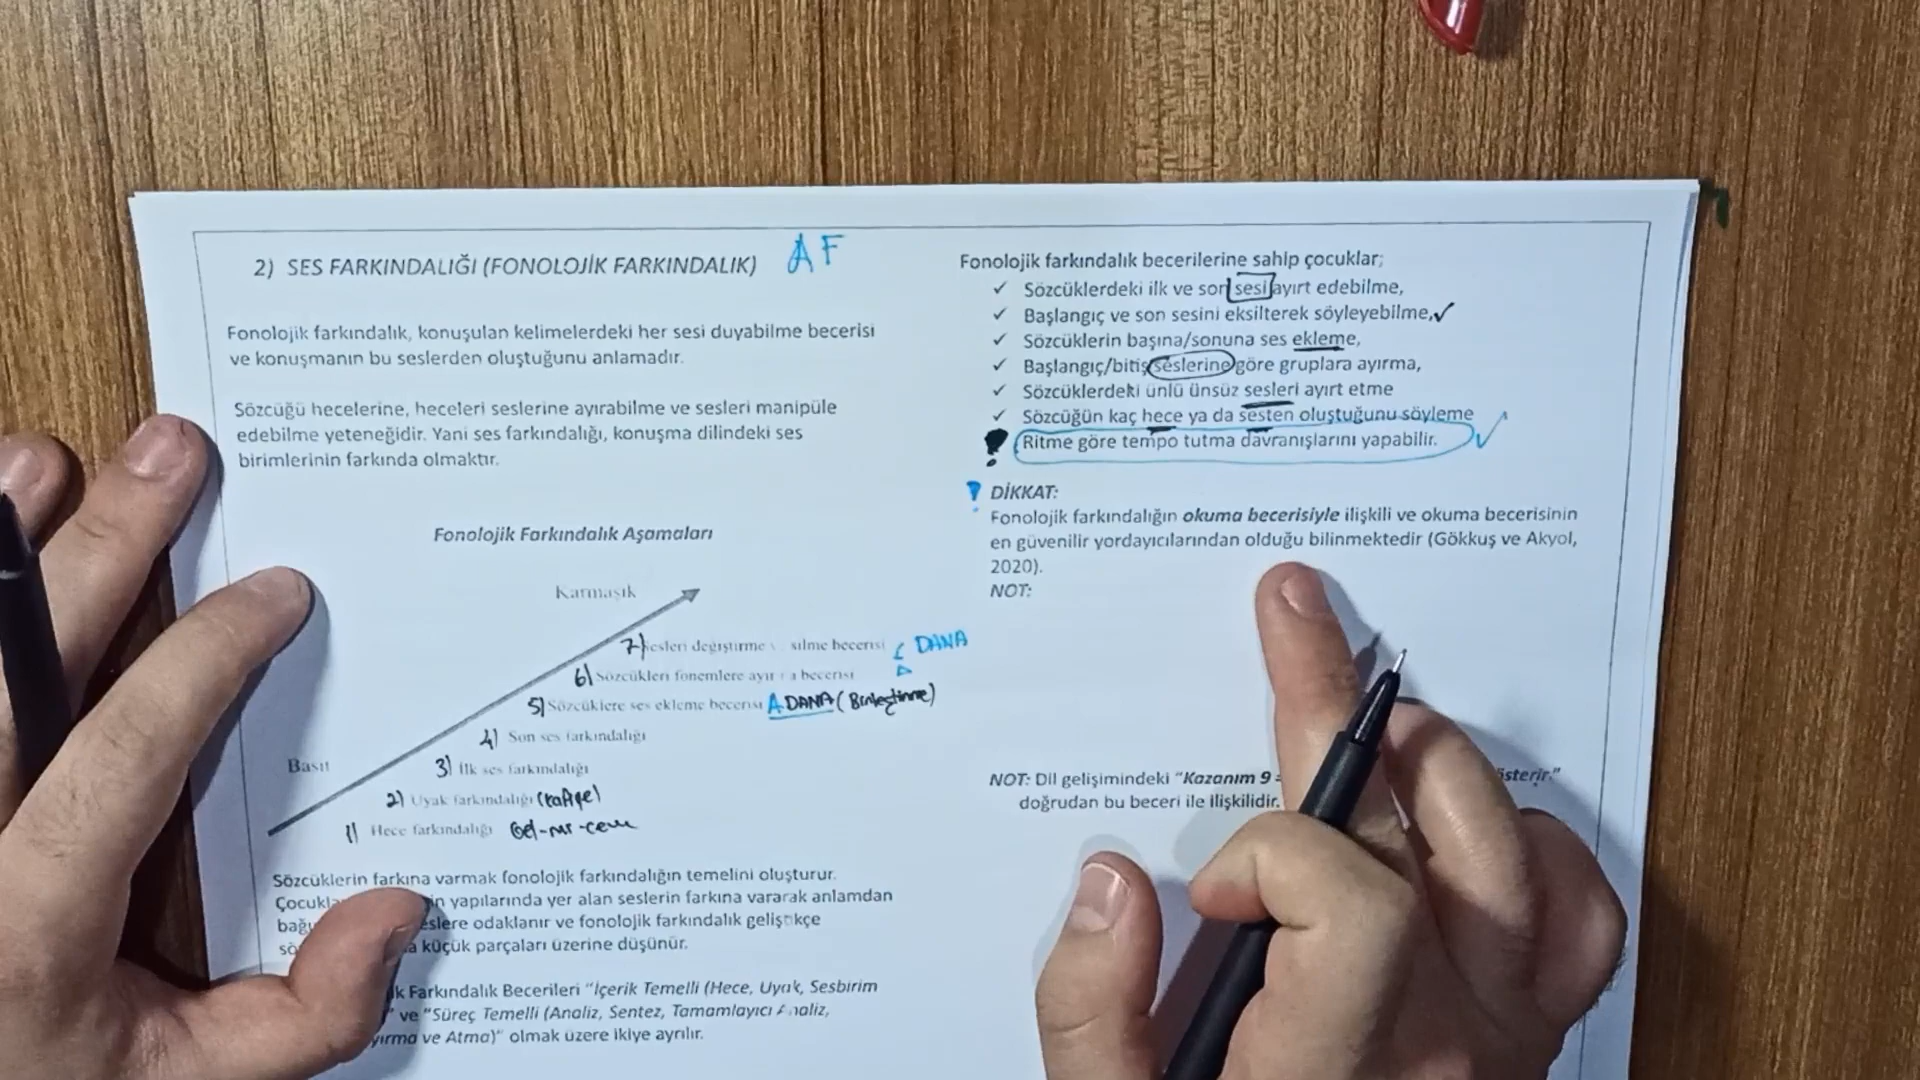 2) SES FARKINDALIĞI (FONOLOJİK FARKINDALIK) AF
Fonolojik farkındalık, konuşulan kelimelerdeki her sesi duyabilme becerisi
ve konuşmanın bu seslerden oluştuğunu anlamadır.
Sözcüğü hecelerine, heceleri seslerine ayırabilme ve sesleri manipüle
edebilme yeteneğidir. Yani ses farkındalığı, konuşma dilindeki ses
birimlerinin farkında olmaktır.
Fonolojik Farkındalık Aşamaları
Karmaşık
7) Sesleri değiştirme silme becerisi DANA
6) Sözcükleri fonemlere becerisi
5) Sözcüklere ses ekleme becerisi ADANA (Birleştirme)
4) Son ses farkındalığı
Basit
3) İlk ses farkındalığı
2) Uyak farkındalığı (kafiye)
1) Hece farkındalığı
Sözcüklerin farkına varmak fonolojik farkındalığın temelini oluşturur.
yapılarında yer alan seslerin farkına vararak anlamdan
odaklanır ve fonolojik farkındalık geliştikçe
küçük parçaları üzerine düşünür.
Farkındalık Becerileri "İçerik Temelli (Hece, Uyak, Sesbirim
ve "Süreç Temelli (Analiz, Sentez, Tamamlayıcı Analiz,
ve Atma)" olmak üzere ikiye ayrılır.
Fonolojik farkındalık becerilerine sahip çocuklar;
✓ Sözcüklerdeki ilk ve son sesi ayırt edebilme,
✓ Başlangıç ve son sesini eksilterek söyleyebilme, ✓
✓ Sözcüklerin başına/sonuna ses ekleme,
✓ Başlangıç/bitiş seslerine göre gruplara ayırma,
✓ Sözcüklerdeki ünlü ünsüz sesleri ayırt etme
✓ Sözcüğün kaç hece ya da sesten oluştuğunu söyleme
! Ritme göre tempo tutma davranışlarını yapabilir. ✓
! DİKKAT:
Fonolojik farkındalığın okuma becerisiyle ilişkili ve okuma becerisinin
en güvenilir yordayıcılarından olduğu bilinmektedir (Gökkuş ve Akyol,
2020).
NOT:
NOT: Dil gelişimindeki "Kazanım 9
doğrudan bu beceri ile ilişkilidir.